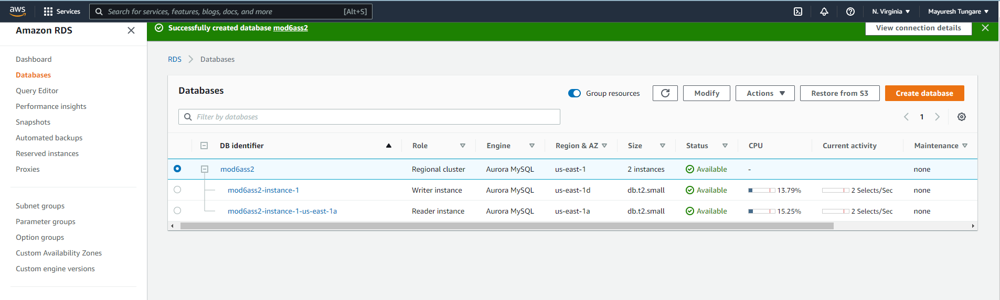 aws Services Search for services, features, blogs, docs, and more [Alt+S] N. Virginia Mayuresh Tungare
Amazon RDS
Successfully created database mod6ass2 View connection details
Dashboard
Databases
Query Editor
Performance insights
Snapshots
Automated backups
Reserved instances
Proxies
Subnet groups
Parameter groups
Option groups
Custom Availability Zones
Custom engine versions
RDS Databases
Databases Group resources Modify Actions Restore from S3 Create database
Filter by databases 1
DB identifier Role Engine Region & AZ Size Status CPU Current activity Maintenance
mod6ass2 Regional cluster Aurora MySQL us-east-1 2 instances Available - none
mod6ass2-instance-1 Writer instance Aurora MySQL us-east-1d db.t2.small Available 13.79% 2 Selects/Sec none
mod6ass2-instance-1-us-east-1a Reader instance Aurora MySQL us-east-1a db.t2.small Available 15.25% 2 Selects/Sec none